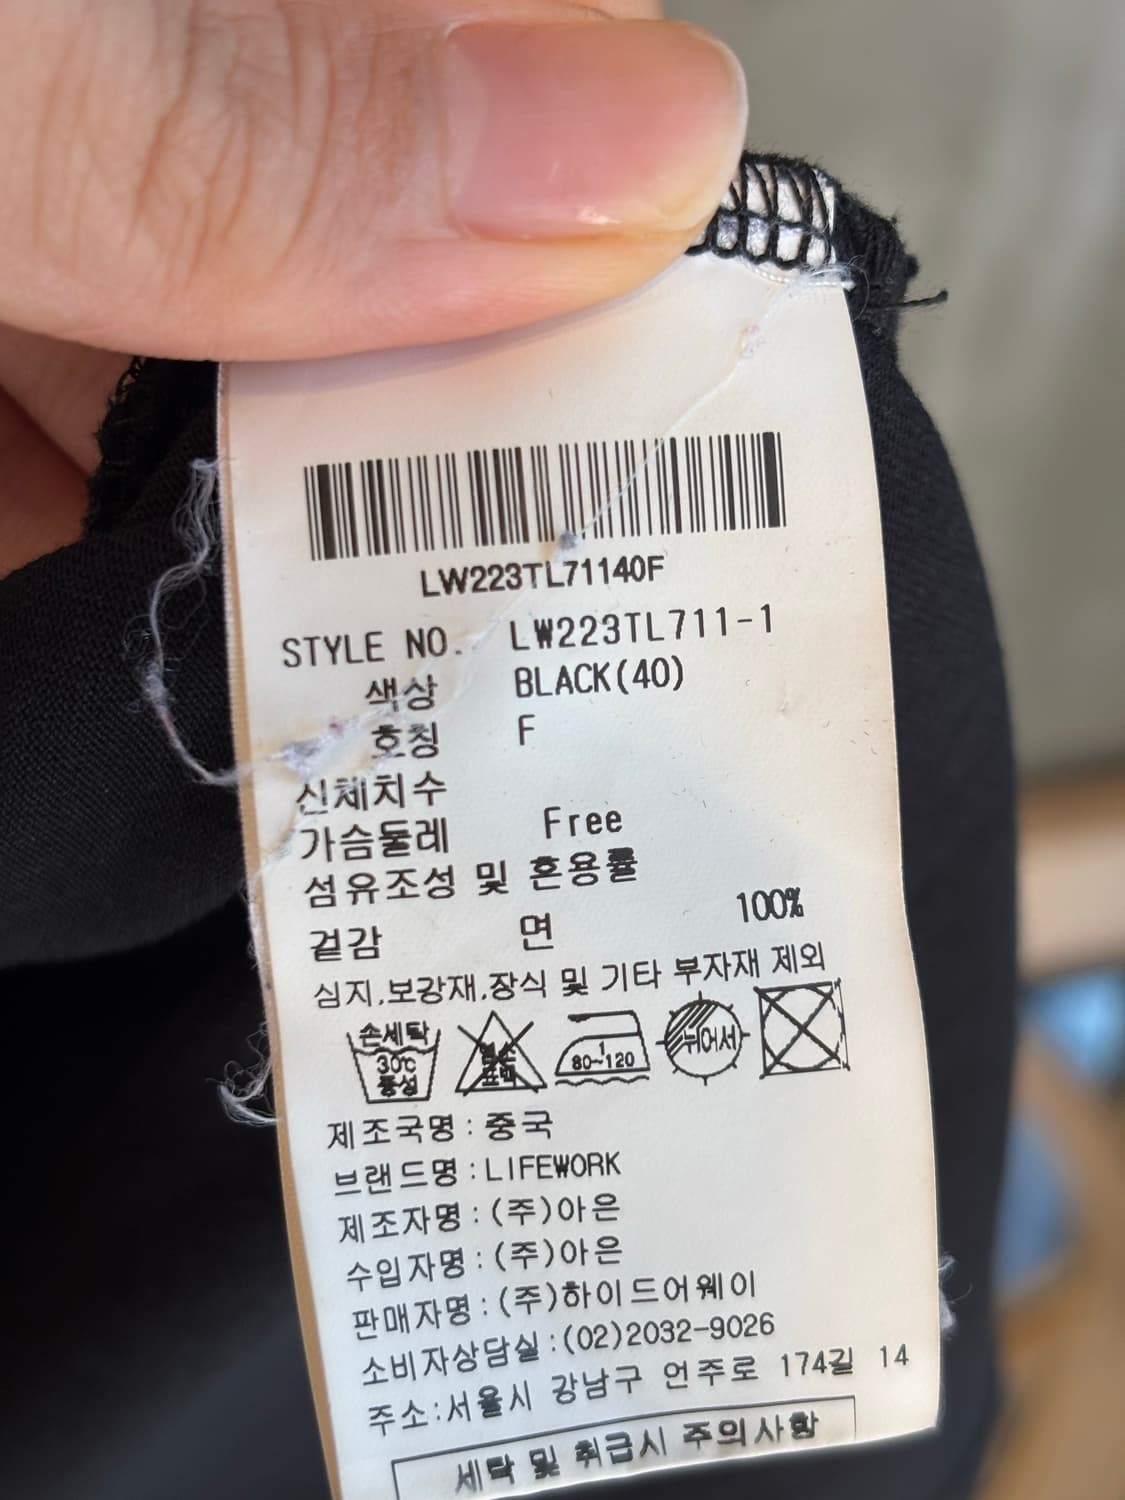 LW223TL71140F
STYLE NO. LW223TL711-1
색상 BLACK(40)
호칭 F
신체치수
가슴둘레 Free
섬유조성 및 혼용률
겉감 면 100%
심지,보강재,장식 및 기타 부자재 제외
손세탁 30℃ 중성 염소 표백 1 80~120 뉘어서
제조국명:중국
브랜드명:LIFEWORK
제조자명:(주)아은
수입자명:(주)아은
판매자명:(주)하이드어웨이
소비자상담실:(02)2032-9026
주소:서울시 강남구 언주로 174길 14
세탁 및 취급시 주의사항